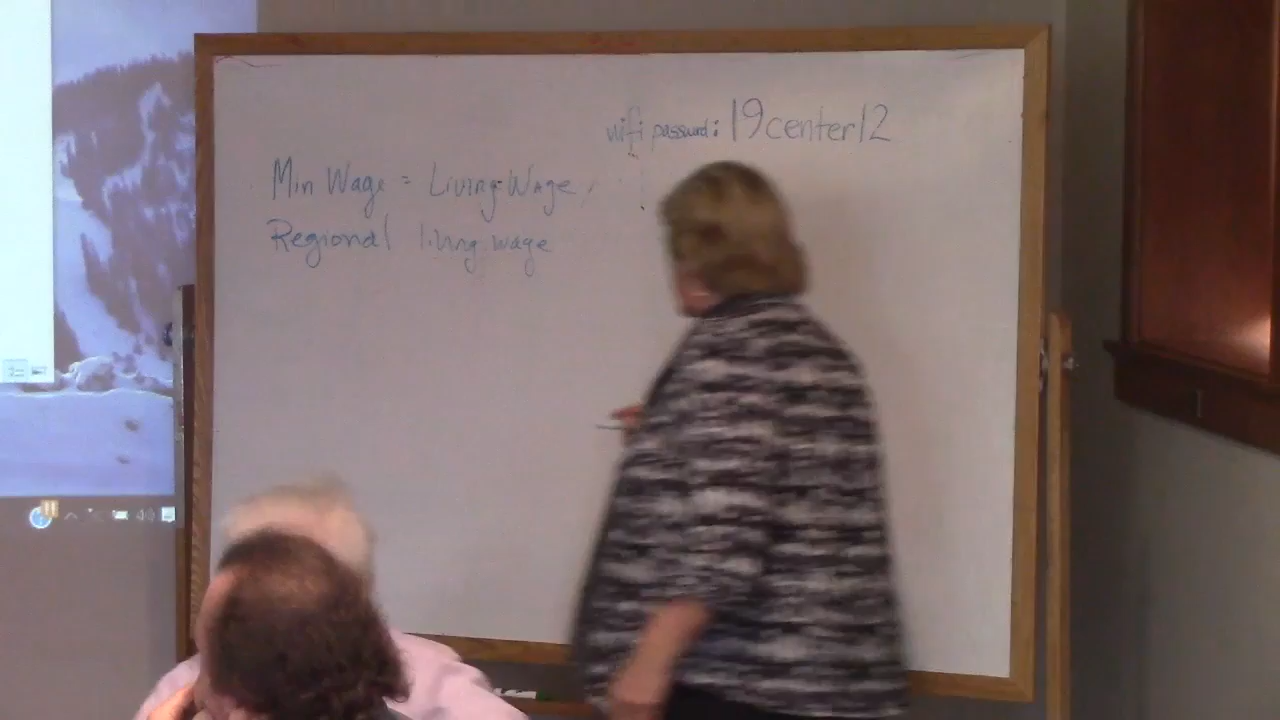 wifi password: 19center12
Min Wage = Living Wage
Regional living wage